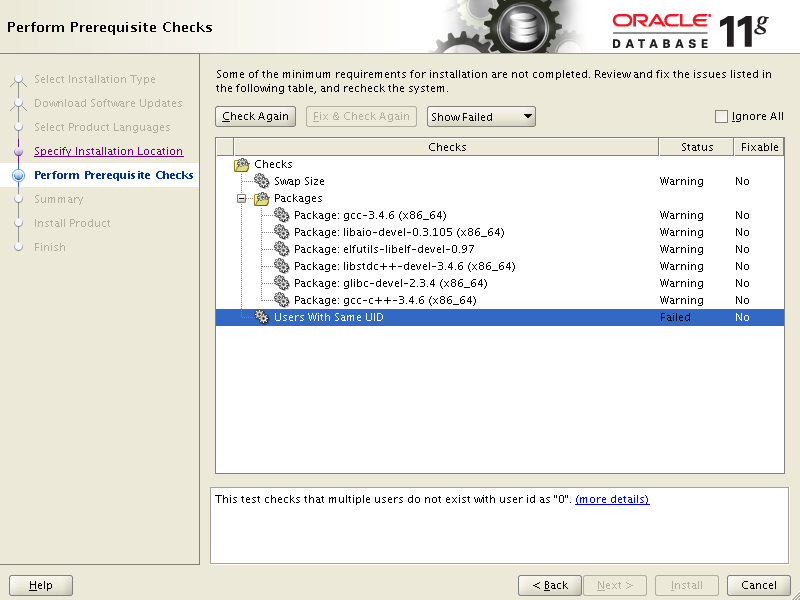 Perform Prerequisite Checks
ORACLE
DATABASE
11g
Select Installation Type
Download Software Updates
Select Product Languages
Specify Installation Location
Perform Prerequisite Checks
Summary
Install Product
Finish
Some of the minimum requirements for installation are not completed. Review and fix the issues listed in
the following table, and recheck the system.
Check Again Fix & Check Again Show Failed Ignore All
Checks Status Fixable
Checks
Swap Size Warning No
Packages
Package: gcc-3.4.6 (x86_64) Warning No
Package: libaio-devel-0.3.105 (x86_64) Warning No
Package: elfutils-libelf-devel-0.97 Warning No
Package: libstdc++-devel-3.4.6 (x86_64) Warning No
Package: glibc-devel-2.3.4 (x86_64) Warning No
Package: gcc-c++-3.4.6 (x86_64) Warning No
Users With Same UID Failed No
This test checks that multiple users do not exist with user id as "0". (more details)
Help < Back Next > Install Cancel